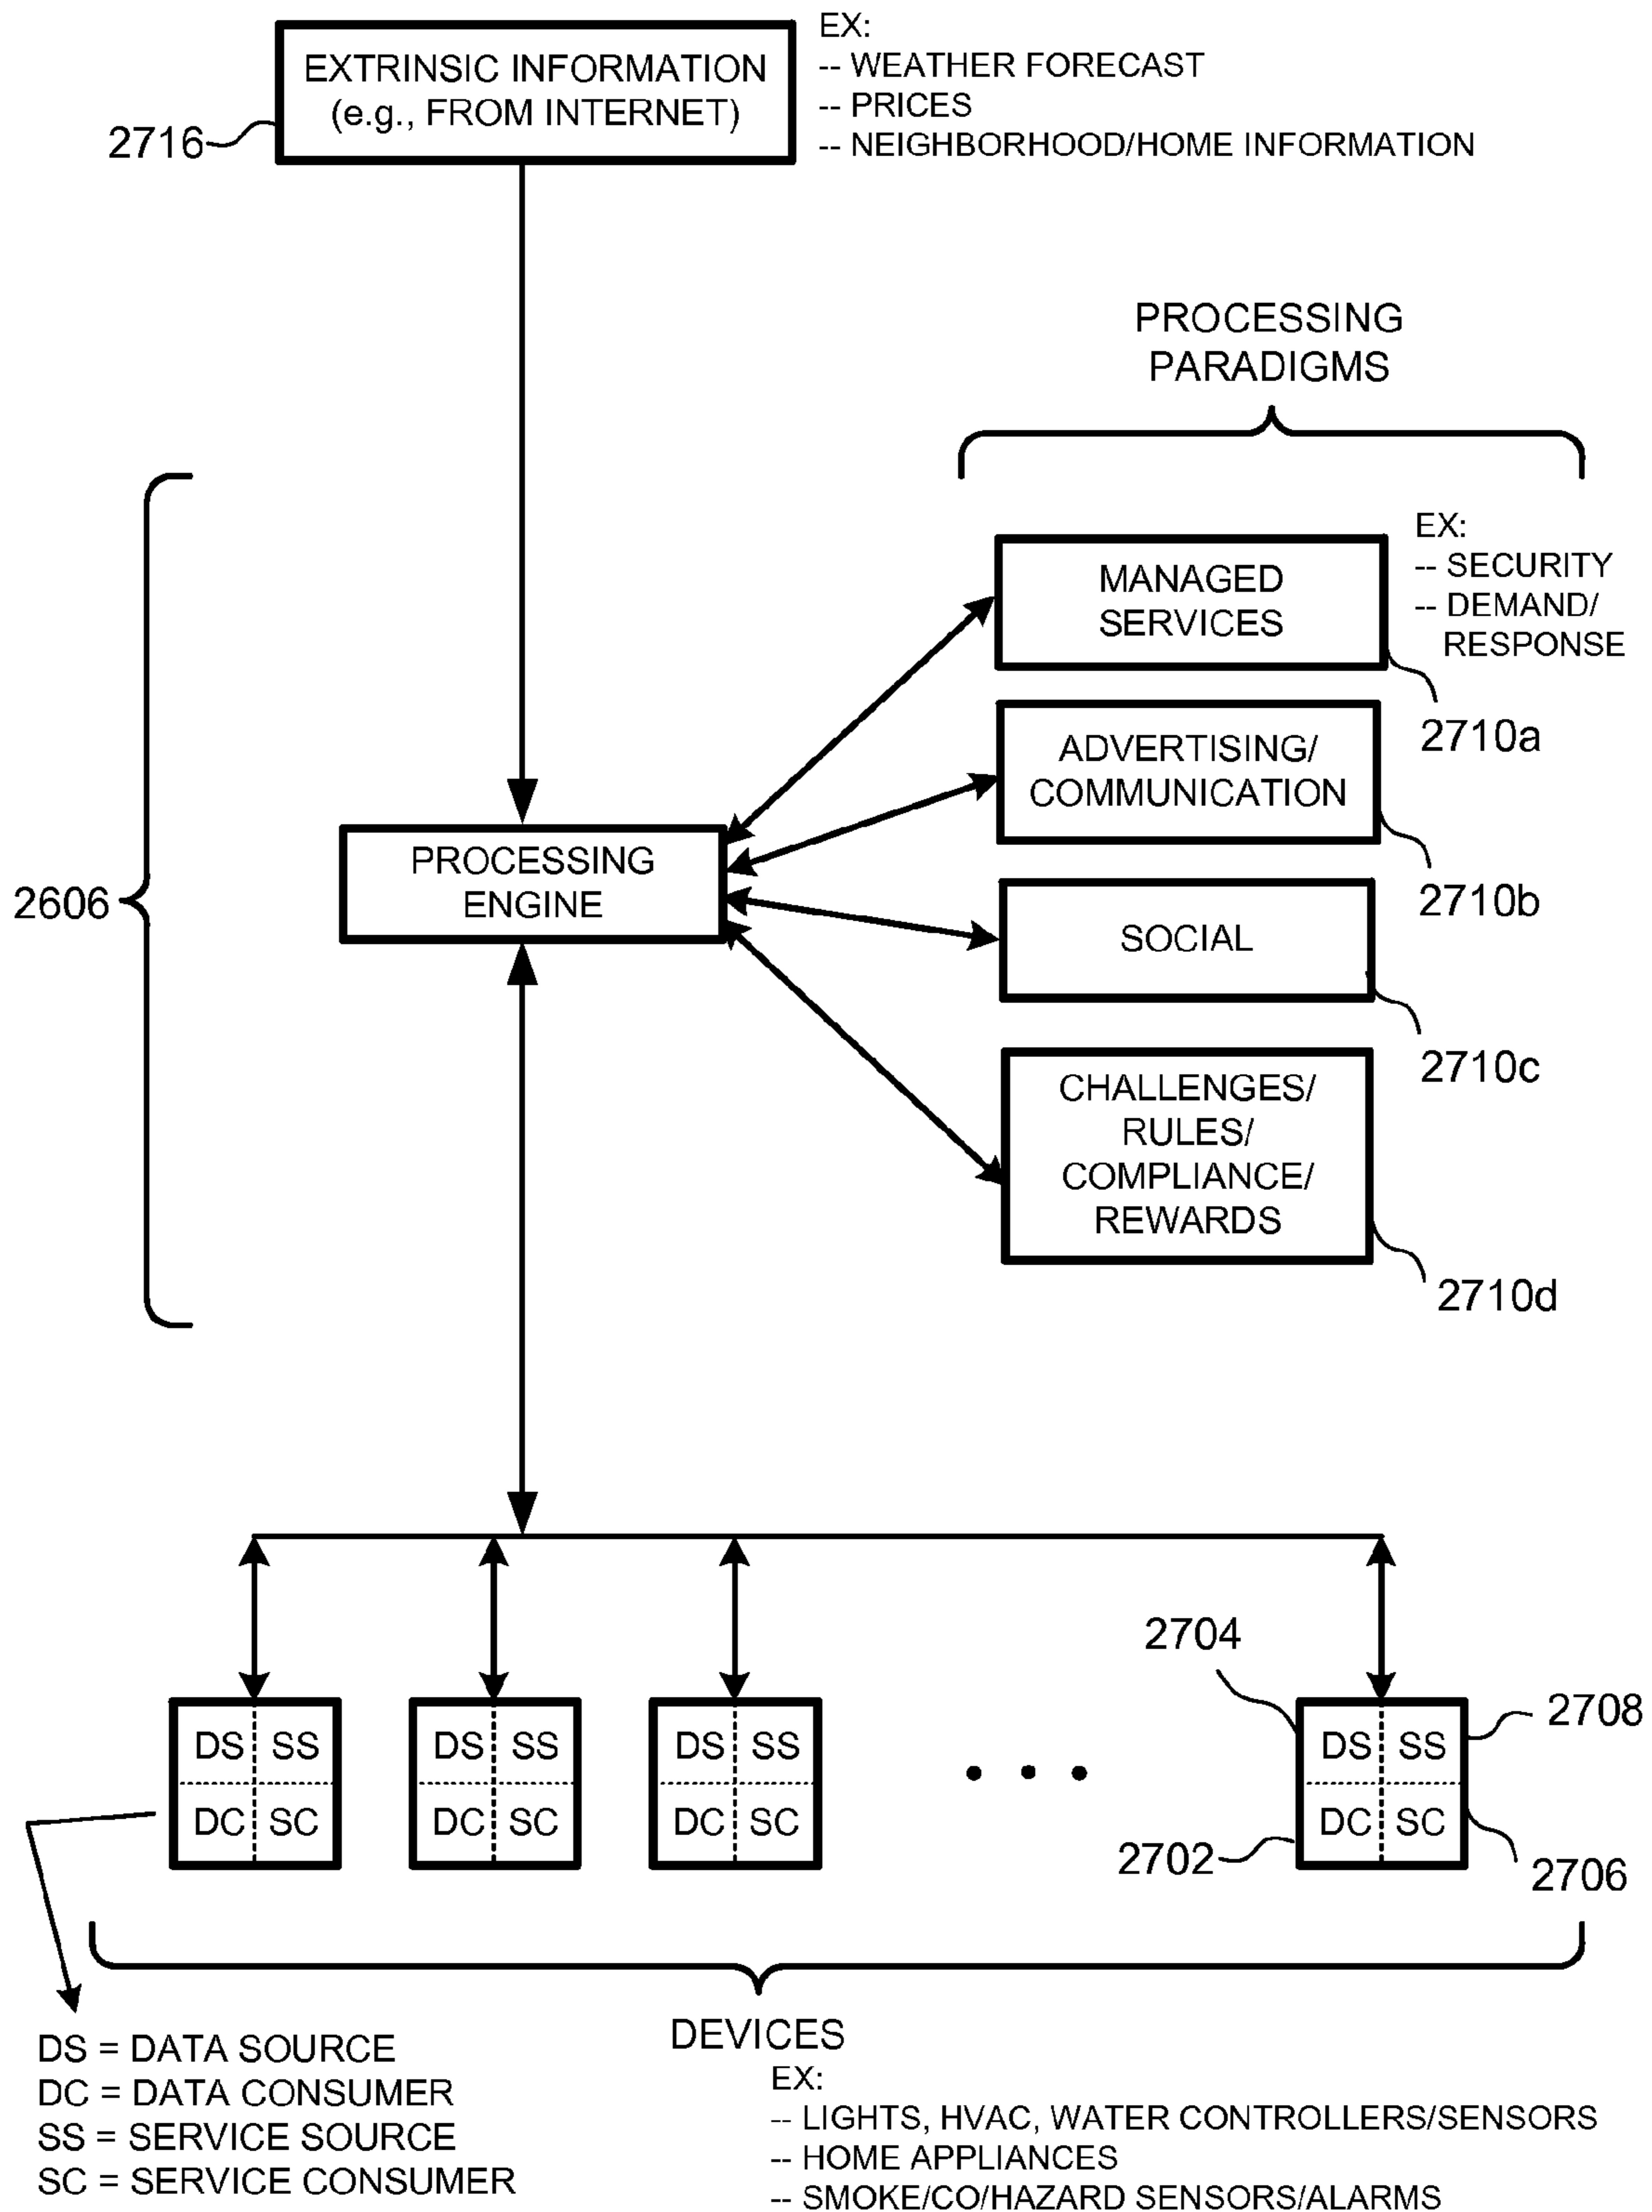 EXTRINSIC INFORMATION
(e.g., FROM INTERNET)
2716
EX:
-- WEATHER FORECAST
-- PRICES
-- NEIGHBORHOOD/HOME INFORMATION
PROCESSING
PARADIGMS
2606
PROCESSING
ENGINE
MANAGED
SERVICES
EX:
-- SECURITY
-- DEMAND/
RESPONSE
2710a
ADVERTISING/
COMMUNICATION
2710b
SOCIAL
2710c
CHALLENGES/
RULES/
COMPLIANCE/
REWARDS
2710d
DS SS
DC SC
DS SS
DC SC
DS SS
DC SC
2704
2708
DS SS
DC SC
2702
2706
DS = DATA SOURCE
DC = DATA CONSUMER
SS = SERVICE SOURCE
SC = SERVICE CONSUMER
DEVICES
EX:
-- LIGHTS, HVAC, WATER CONTROLLERS/SENSORS
-- HOME APPLIANCES
-- SMOKE/CO/HAZARD SENSORS/ALARMS